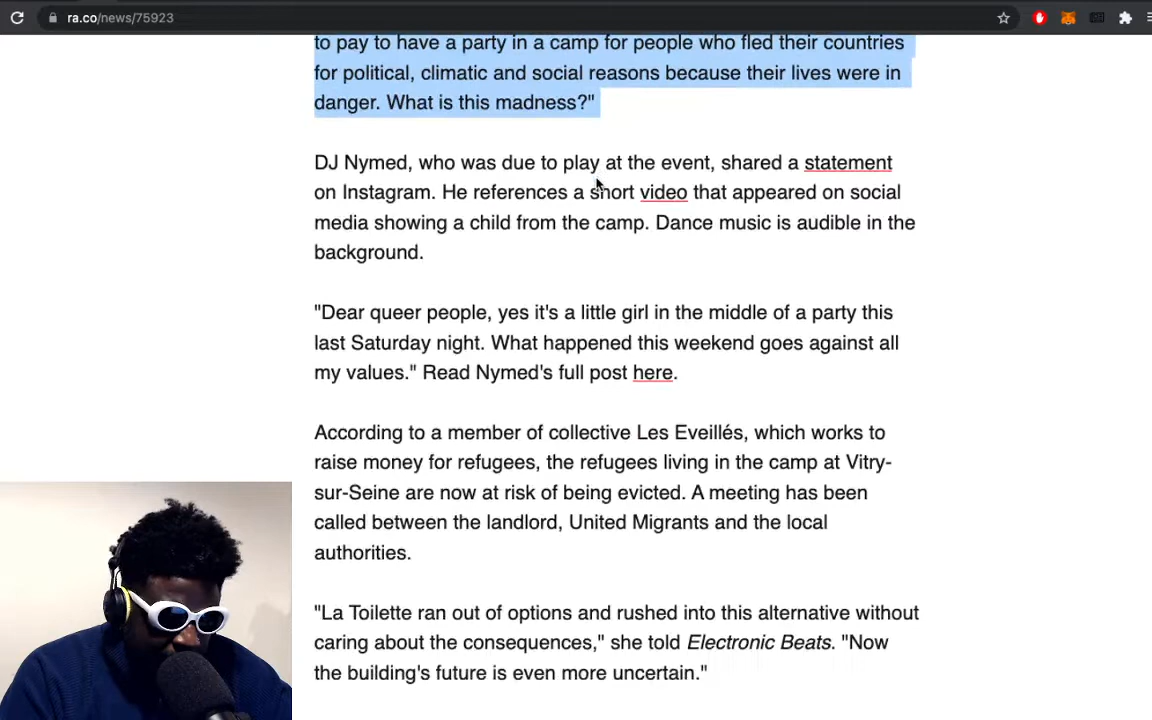 ra.co/news/75923
to pay to have a party in a camp for people who fled their countries
for political, climatic and social reasons because their lives were in
danger. What is this madness?"
DJ Nymed, who was due to play at the event, shared a statement
on Instagram. He references a short video that appeared on social
media showing a child from the camp. Dance music is audible in the
background.
"Dear queer people, yes it's a little girl in the middle of a party this
last Saturday night. What happened this weekend goes against all
my values." Read Nymed's full post here.
According to a member of collective Les Eveillés, which works to
raise money for refugees, the refugees living in the camp at Vitry-
sur-Seine are now at risk of being evicted. A meeting has been
called between the landlord, United Migrants and the local
authorities.
"La Toilette ran out of options and rushed into this alternative without
caring about the consequences," she told Electronic Beats. "Now
the building's future is even more uncertain."